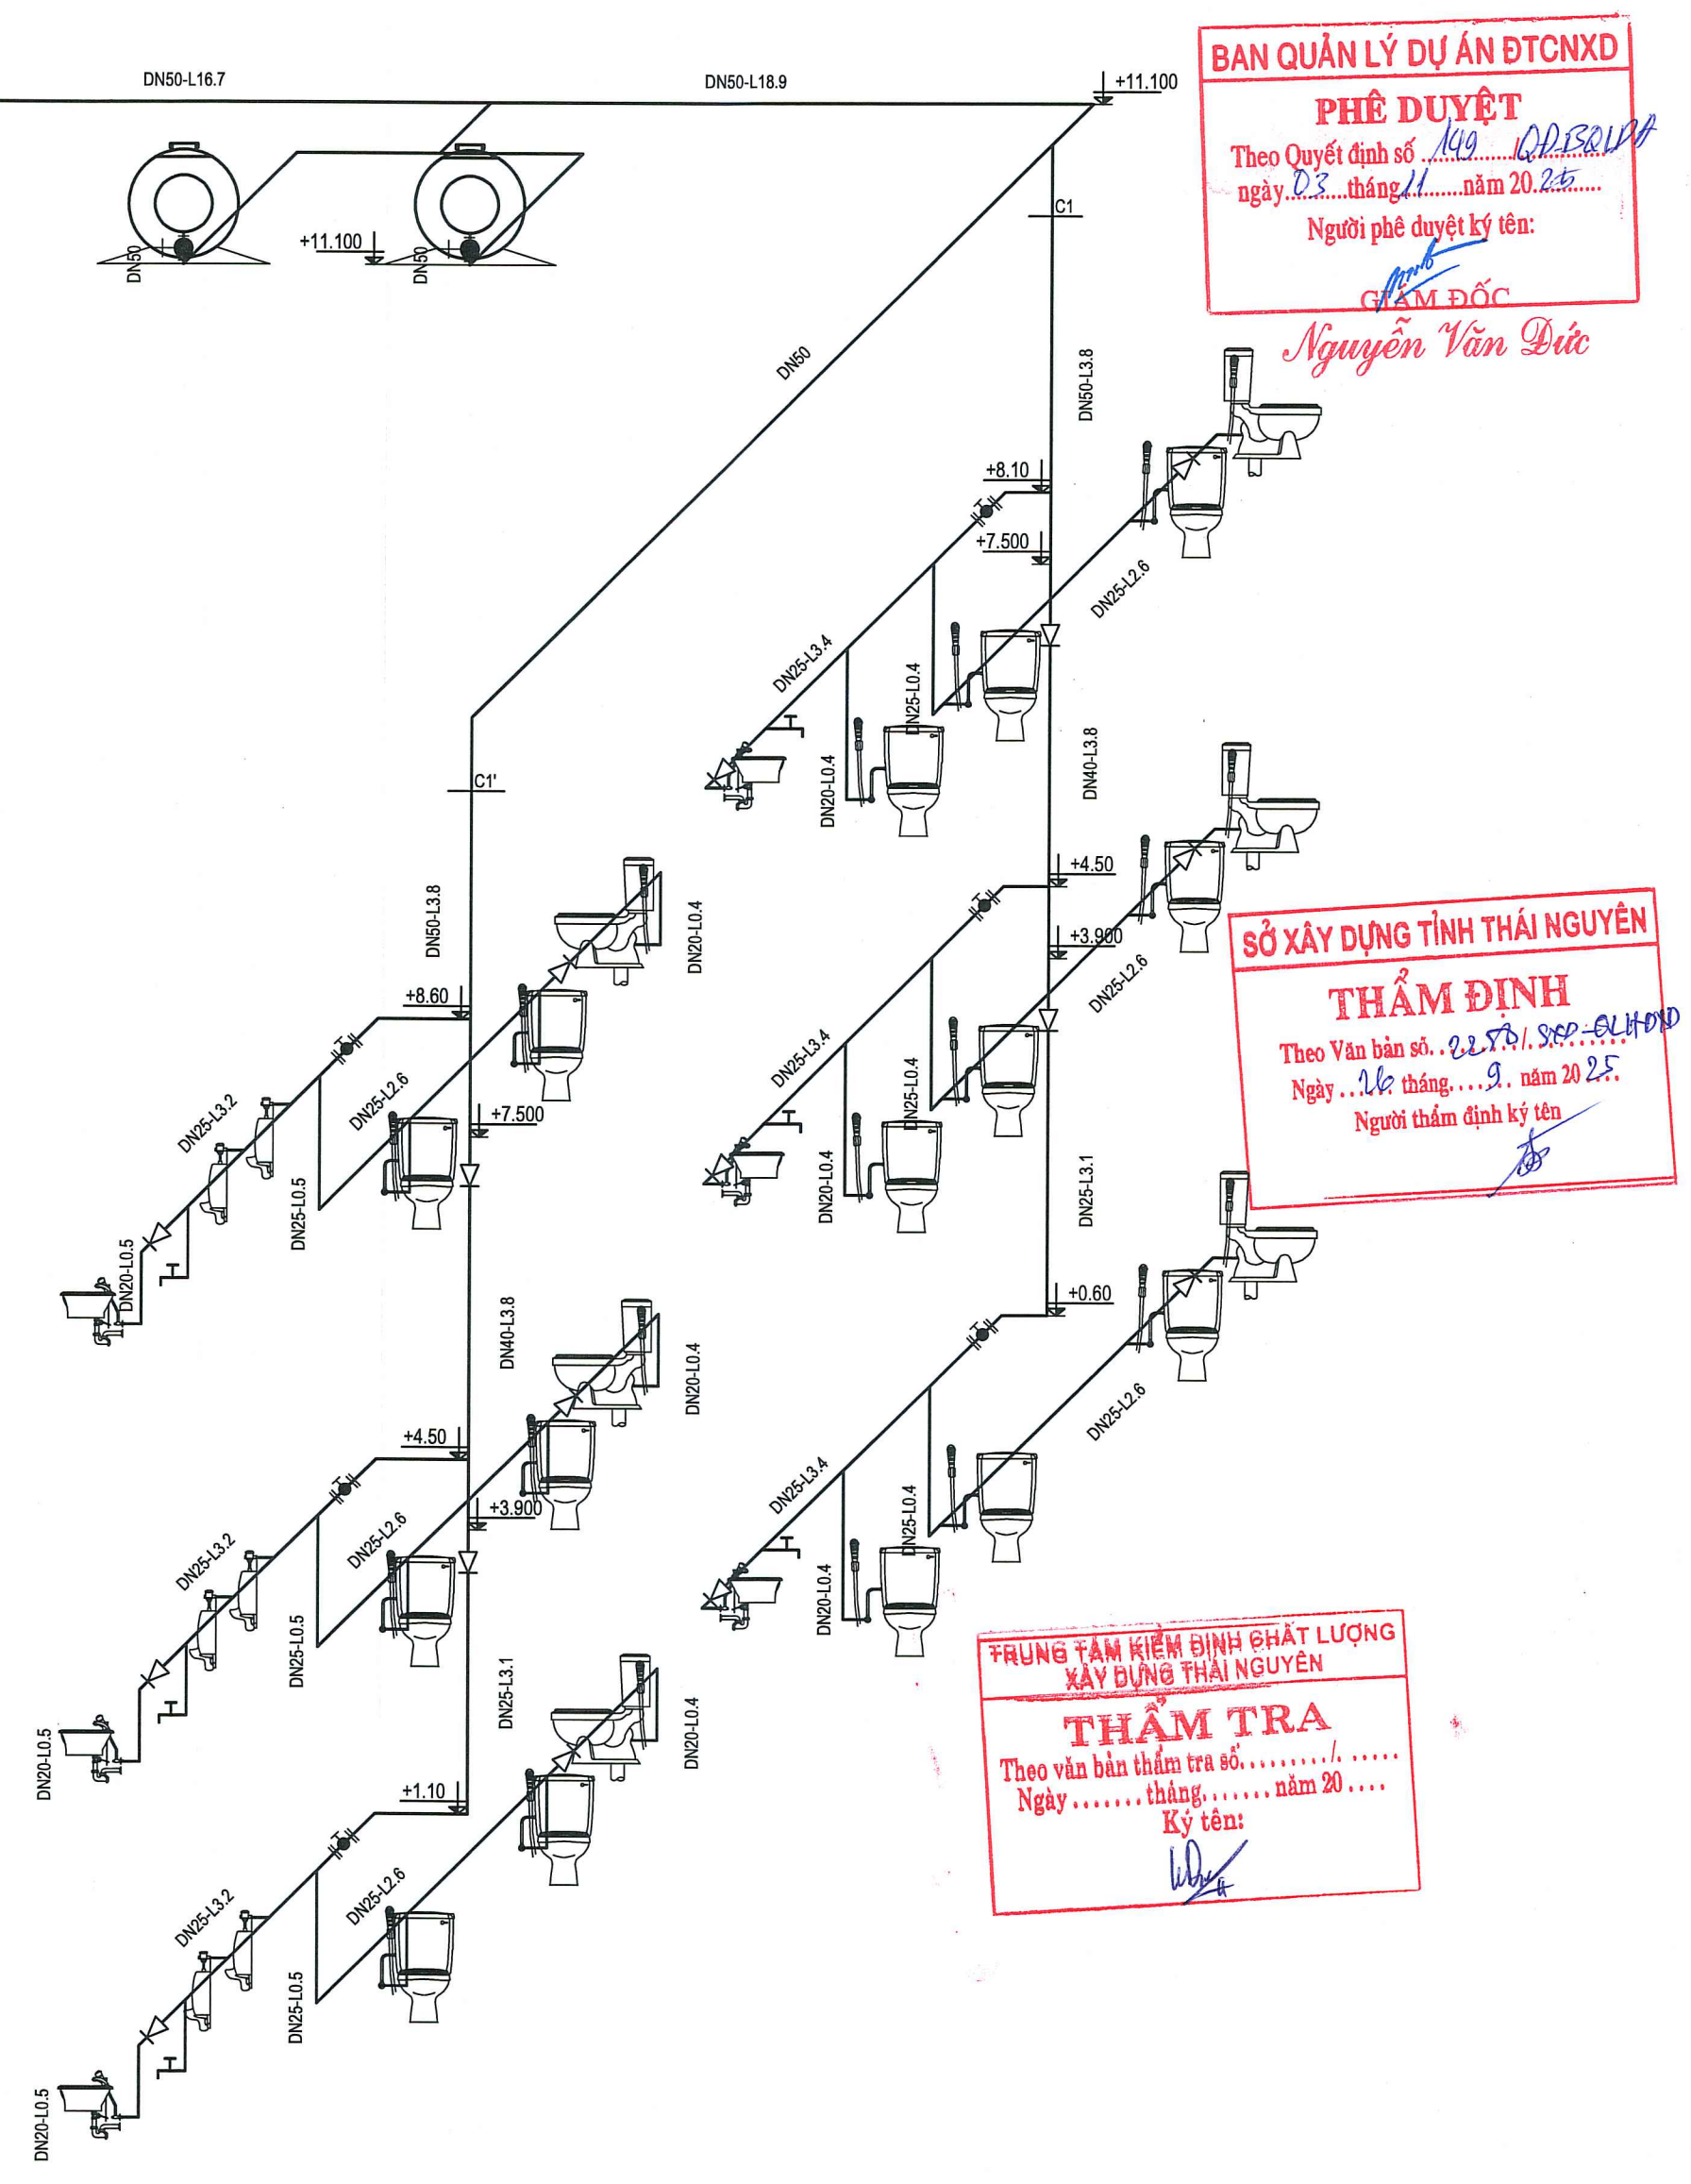 DN50-L16.7
DN50-L18.9
+11.100
BAN QUẢN LÝ DỰ ÁN ĐTCNXD
PHÊ DUYỆT
Theo Quyết định số 149 /QĐ-BQLDA
ngày 03 tháng 11 năm 20.25
Người phê duyệt ký tên:
GIÁM ĐỐC
Nguyễn Văn Đức
C1
+11.100
DN50
DN50
DN50
DN50-L3.8
+8.10
+7.500
DN25-L2.6
DN25-L3.4
N25-L0.4
DN20-L0.4
DN40-L3.8
C1'
+4.50
+3.900
DN25-L2.6
DN25-L3.4
N25-L0.4
DN20-L0.4
DN25-L3.1
SỞ XÂY DỰNG TỈNH THÁI NGUYÊN
THẨM ĐỊNH
Theo Văn bản số
Ngày 26 tháng 9 năm 20 25
Người thẩm định ký tên
DN50-L3.8
DN20-L0.4
+8.60
DN25-L3.2
DN25-L2.6
+7.500
DN25-L0.5
DN20-L0.5
+0.60
DN25-L2.6
DN25-L3.4
DN25-L0.4
DN20-L0.4
DN40-L3.8
DN20-L0.4
+4.50
+3.900
DN25-L3.2
DN25-L2.6
DN25-L0.5
DN20-L0.5
DN25-L3.1
DN20-L0.4
+1.10
DN25-L3.2
DN25-L2.6
DN25-L0.5
DN20-L0.5
TRUNG TÂM KIỂM ĐỊNH CHẤT LƯỢNG
XÂY DỰNG THÁI NGUYÊN
THẨM TRA
Theo văn bản thẩm tra số........./......
Ngày ....... tháng....... năm 20 ....
Ký tên: